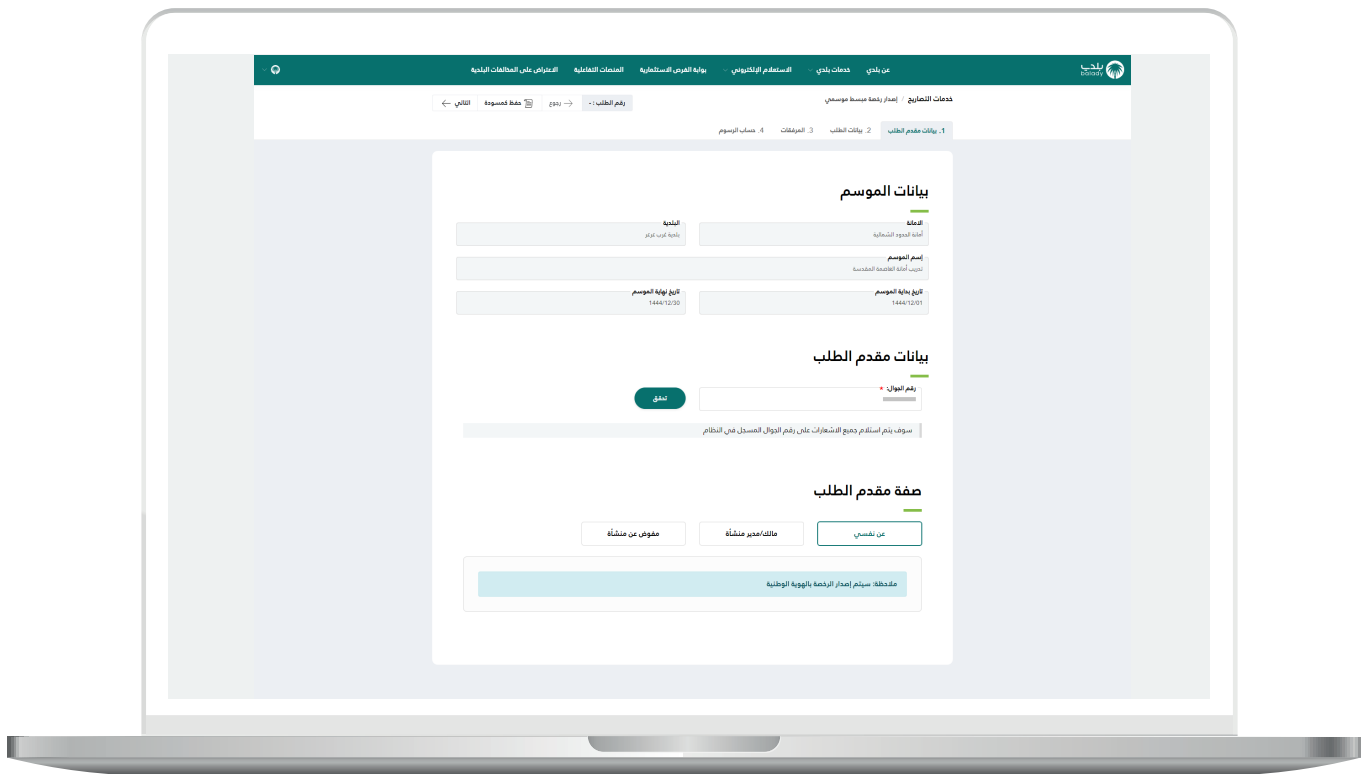 بلدي
balady
عن بلدي خدمات بلدي الاستعلام الإلكتروني بوابة الفرص الاستثمارية المنصات التفاعلية الاعتراض على المخالفات البلدية
خدمات التصاريح / إصدار رخصة مبسط موسمي
رقم الطلب : - رجوع حفظ كمسودة التالي
1. بيانات مقدم الطلب 2. بيانات الطلب 3. المرفقات 4. حساب الرسوم
بيانات الموسم
الامانة البلدية
أمانة الحدود الشمالية بلدية غرب عرعر
إسم الموسم
تدريب أمانة العاصمة المقدسة
تاريخ بداية الموسم تاريخ نهاية الموسم
1444/12/01 1444/12/30
بيانات مقدم الطلب
رقم الجوال: *
تحقق
سوف يتم استلام جميع الاشعارات على رقم الجوال المسجل في النظام
صفة مقدم الطلب
عن نفسي مالك/مدير منشأة مفوض عن منشأة
ملاحظة: سيتم إصدار الرخصة بالهوية الوطنية